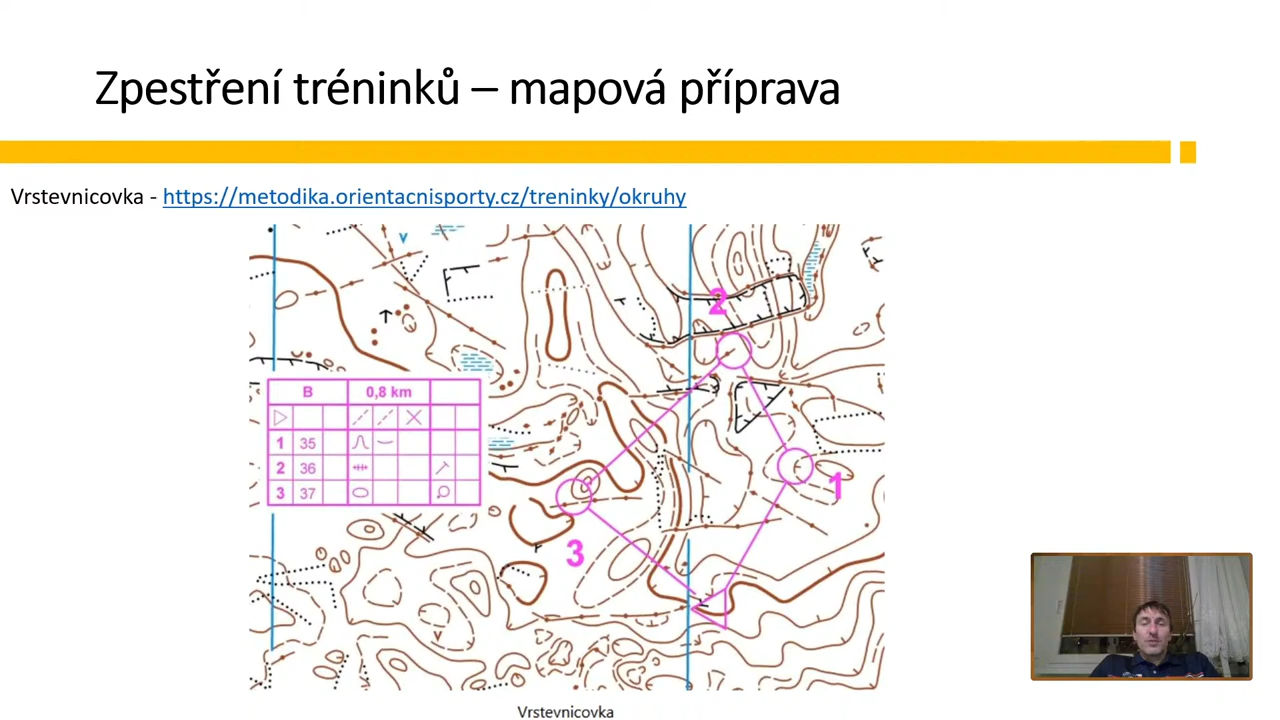 Zpestření tréninků – mapová příprava
Vrstevnicovka - https://metodika.orientacnisporty.cz/treninky/okruhy
2
B 0,8 km
1 35
2 36
3 37
1
3
Vrstevnicovka